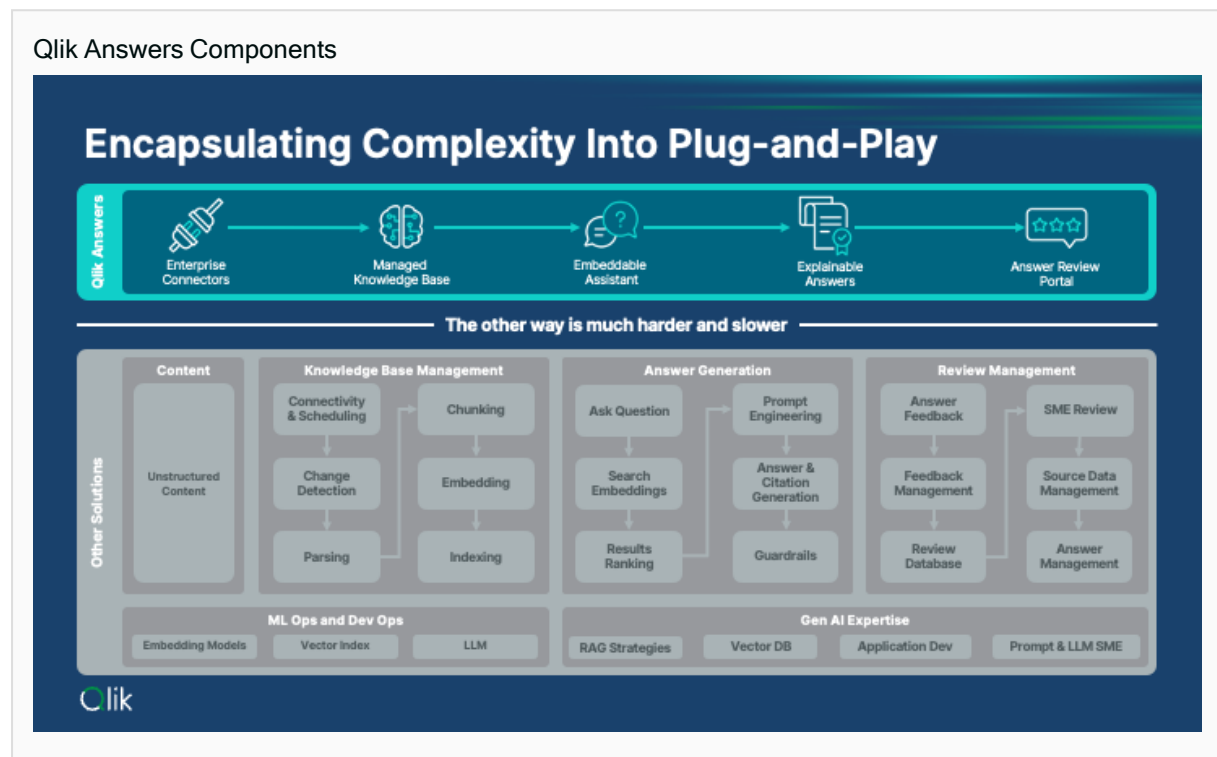 Qlik Answers Components
Encapsulating Complexity Into Plug-and-Play
Qlik Answers
Enterprise
Connectors
Managed
Knowledge Base
Embeddable
Assistant
Explainable
Answers
Answer Review
Portal
The other way is much harder and slower
Other Solutions
Content
Unstructured
Content
Knowledge Base Management
Connectivity
& Scheduling
Change
Detection
Parsing
Chunking
Embedding
Indexing
Answer Generation
Ask Question
Search
Embeddings
Results
Ranking
Prompt
Engineering
Answer &
Citation
Generation
Guardrails
Review Management
Answer
Feedback
Feedback
Management
Review
Database
SME Review
Source Data
Management
Answer
Management
ML Ops and Dev Ops
Embedding Models
Vector Index
LLM
Gen AI Expertise
RAG Strategies
Vector DB
Application Dev
Prompt & LLM SME
Qlik